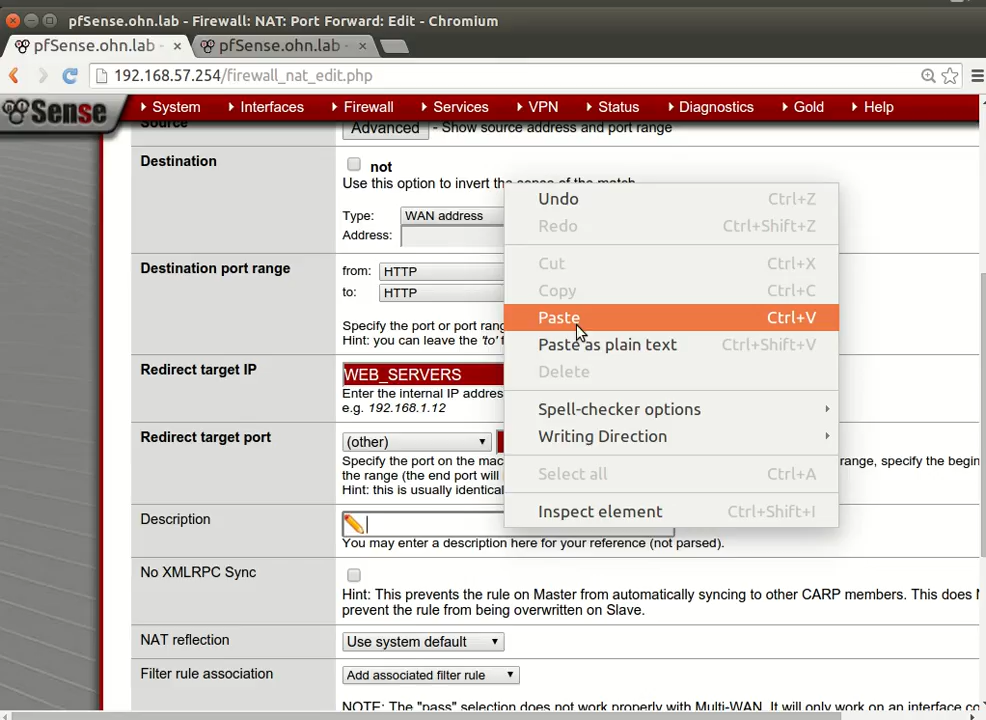 pfSense.ohn.lab - Firewall: NAT: Port Forward: Edit - Chromium
pfSense.ohn.lab - × pfSense.ohn.lab - ×
192.168.57.254/firewall_nat_edit.php
Sense System Interfaces Firewall Services VPN Status Diagnostics Gold Help
Source Advanced - Show source address and port range
Destination not
Use this option to invert the sense of the match.
Type: WAN address
Address:
Destination port range from: HTTP
to: HTTP
Specify the port or port rang
Hint: you can leave the 'to' f
Redirect target IP WEB_SERVERS
Enter the internal IP addres
e.g. 192.168.1.12
Redirect target port (other)
Specify the port on the mac range, specify the begin
the range (the end port will
Hint: this is usually identical
Undo Ctrl+Z
Redo Ctrl+Shift+Z
Cut Ctrl+X
Copy Ctrl+C
Paste Ctrl+V
Paste as plain text Ctrl+Shift+V
Delete
Spell-checker options
Writing Direction
Select all Ctrl+A
Inspect element Ctrl+Shift+I
Description
You may enter a description here for your reference (not parsed).
No XMLRPC Sync
Hint: This prevents the rule on Master from automatically syncing to other CARP members. This does N
prevent the rule from being overwritten on Slave.
NAT reflection Use system default
Filter rule association Add associated filter rule
NOTE: The "pass" selection does not work properly with Multi-WAN. It will only work on an interface co